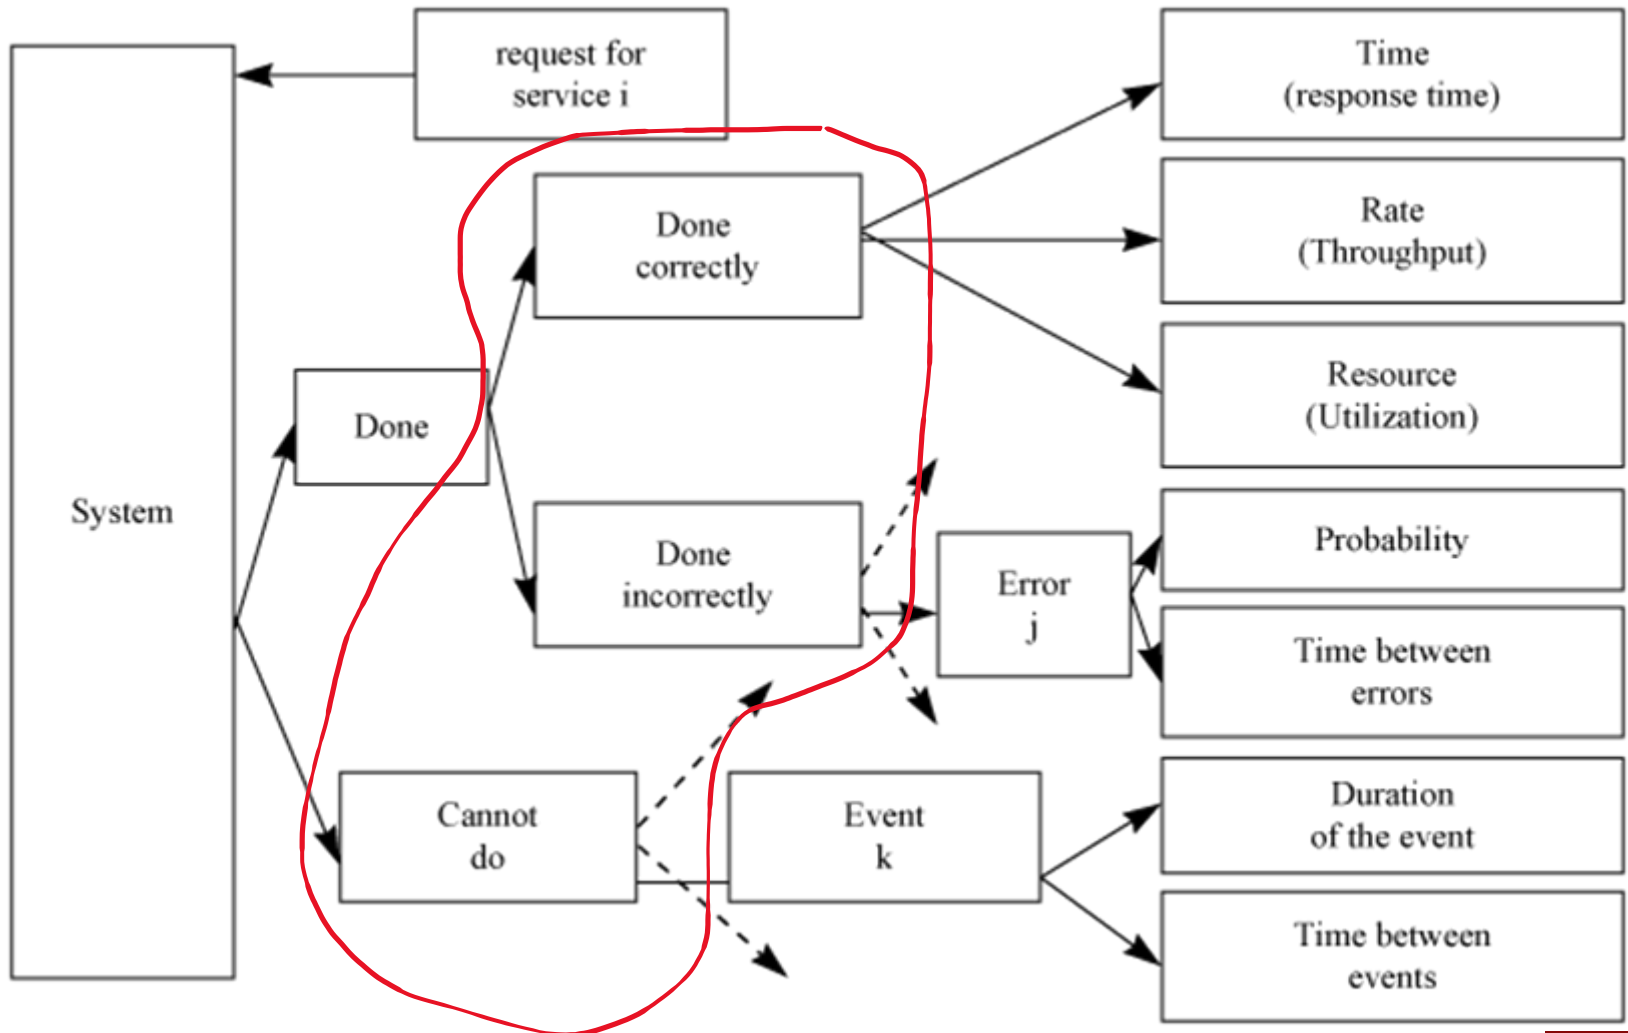 request for
service i
Time
(response time)
Rate
(Throughput)
Done
correctly
Resource
(Utilization)
Done
System
Done
incorrectly
Error
j
Probability
Time between
errors
Cannot
do
Event
k
Duration
of the event
Time between
events